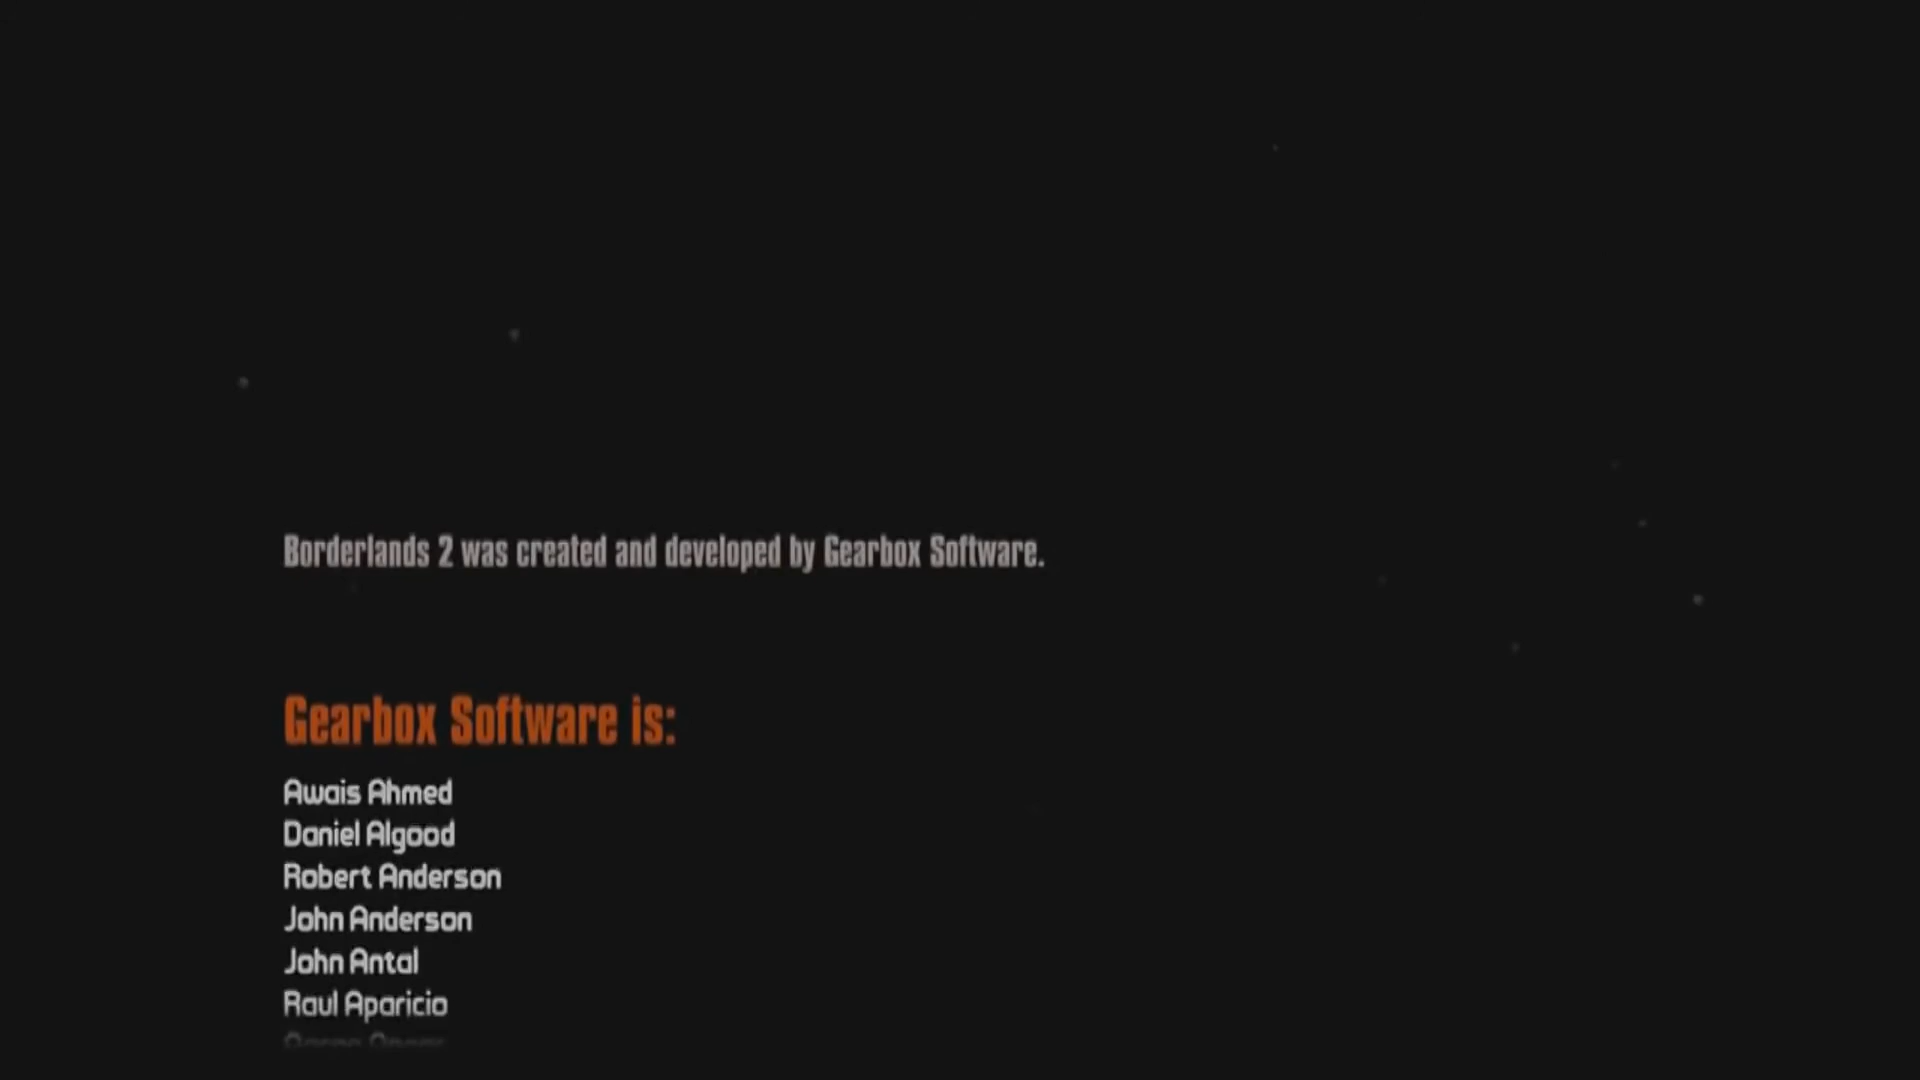 Borderlands 2 was created and developed by Gearbox Software.
Gearbox Software is:
Awais Ahmed
Daniel Algood
Robert Anderson
John Anderson
John Antal
Raul Aparicio